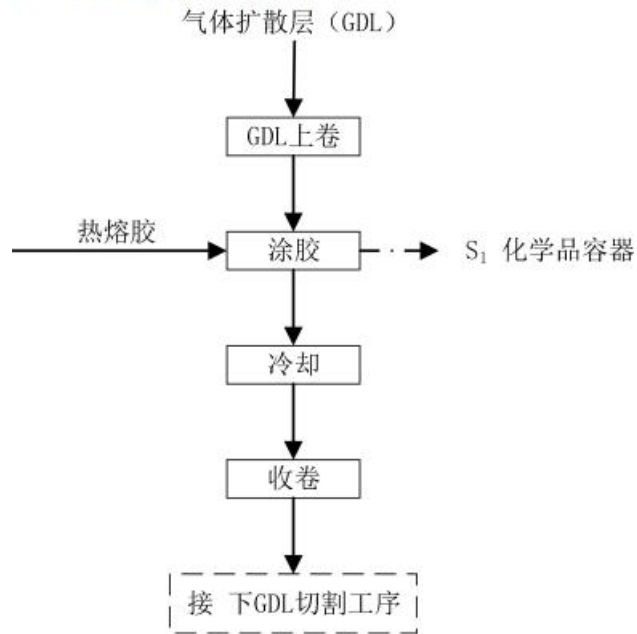 气体扩散层（GDL）
GDL上卷
热熔胶
涂胶
S₁ 化学品容器
冷却
收卷
接 下GDL切割工序